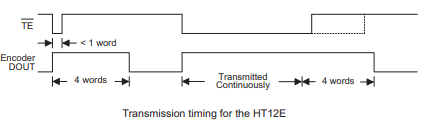 TE
< 1 word
Encoder
DOUT
4 words
Transmitted
Continuously
4 words
Transmission timing for the HT12E